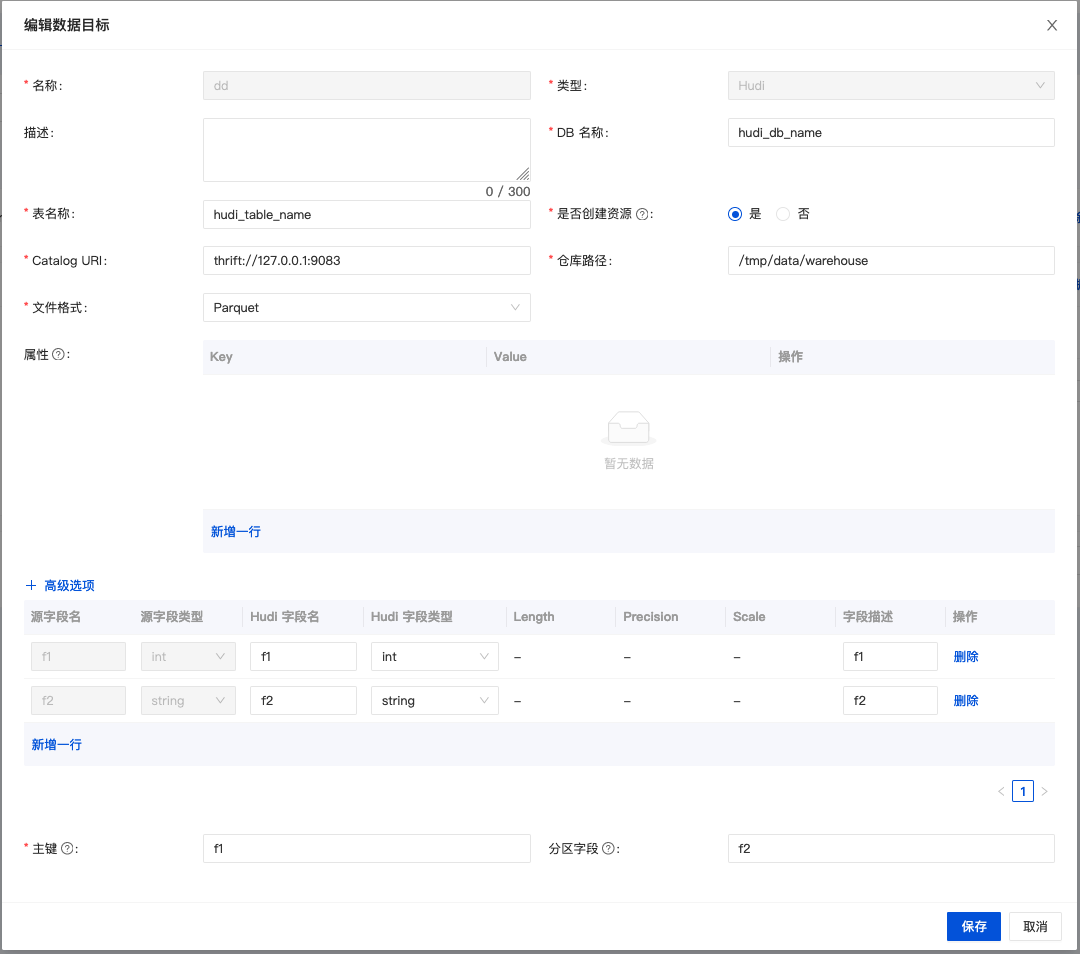 编辑数据目标
* 名称: dd * 类型: Hudi
描述: * DB 名称: hudi_db_name
0 / 300
* 表名称: hudi_table_name * 是否创建资源 ?: 是 否
* Catalog URI: thrift://127.0.0.1:9083 * 仓库路径: /tmp/data/warehouse
* 文件格式: Parquet
属性 ?: Key Value 操作
暂无数据
新增一行
+ 高级选项
源字段名 源字段类型 Hudi 字段名 Hudi 字段类型 Length Precision Scale 字段描述 操作
f1 int f1 int – – – f1 删除
f2 string f2 string – – – f2 删除
新增一行
< 1 >
* 主键 ?: f1 分区字段 ?: f2
保存 取消